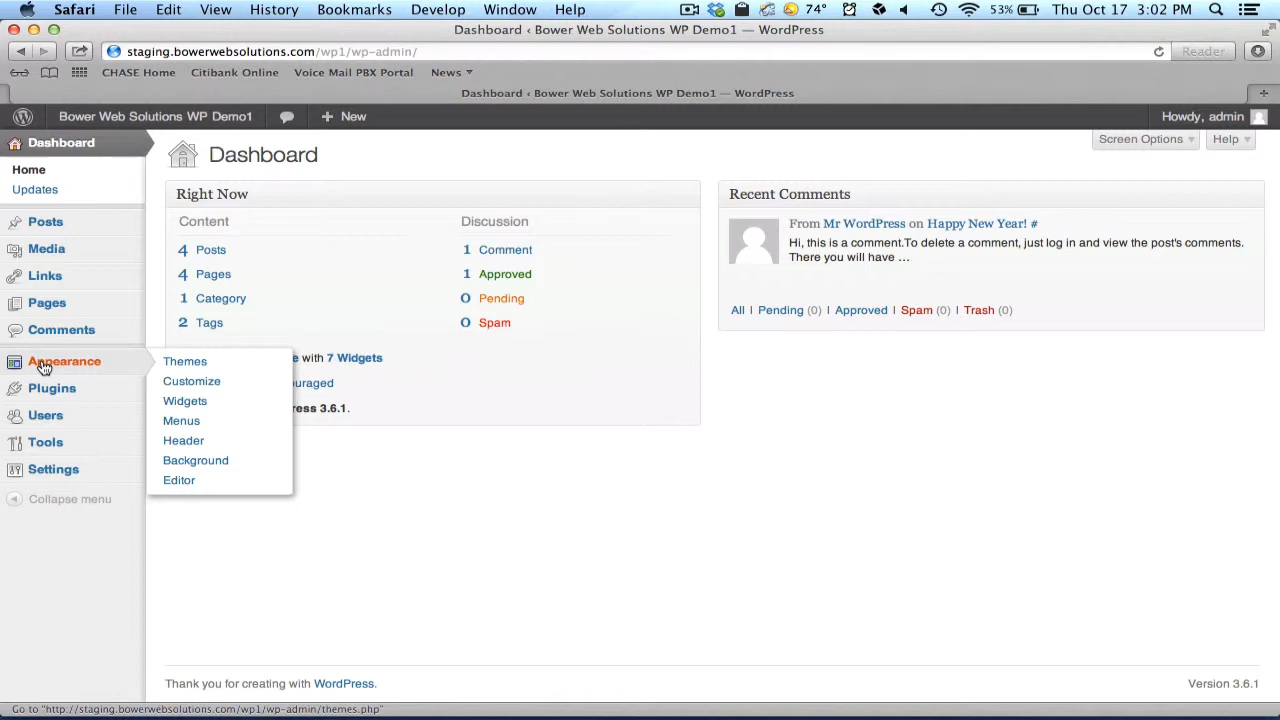 Safari File Edit View History Bookmarks Develop Window Help 74° 53% Thu Oct 17 3:02 PM
Dashboard ‹ Bower Web Solutions WP Demo1 — WordPress
staging.bowerwebsolutions.com/wp1/wp-admin/ Reader
CHASE Home Citibank Online Voice Mail PBX Portal News
Dashboard ‹ Bower Web Solutions WP Demo1 — WordPress
Bower Web Solutions WP Demo1 + New Howdy, admin
Dashboard
Home
Updates
Posts
Media
Links
Pages
Comments
Appearance
Plugins
Users
Tools
Settings
Collapse menu
Themes
Customize
Widgets
Menus
Header
Background
Editor
Screen Options Help
Dashboard
Right Now
Content Discussion
4 Posts 1 Comment
4 Pages 1 Approved
1 Category 0 Pending
2 Tags 0 Spam
with 7 Widgets
3.6.1.
Recent Comments
From Mr WordPress on Happy New Year! #
Hi, this is a comment.To delete a comment, just log in and view the post's comments.
There you will have …
All | Pending (0) | Approved | Spam (0) | Trash (0)
Thank you for creating with WordPress. Version 3.6.1
Go to "http://staging.bowerwebsolutions.com/wp1/wp-admin/themes.php"